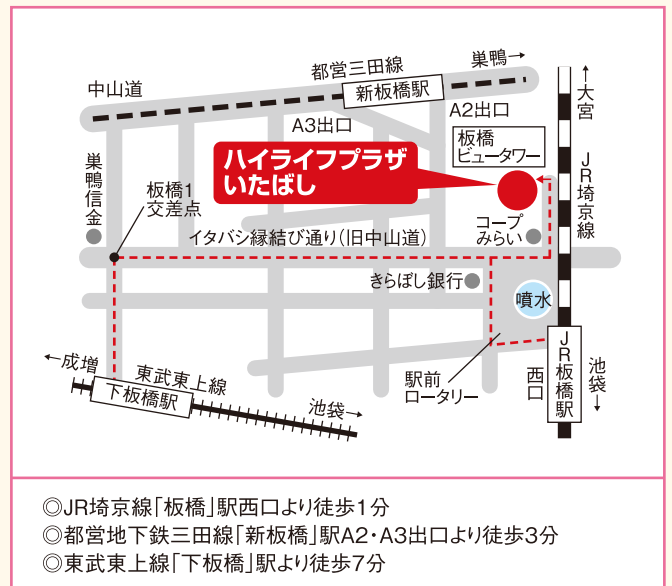 巣鴨→
都営三田線
新板橋駅
中山道
A3出口
A2出口
↑大宮
板橋
ビュータワー
ハイライフプラザ
いたばし
JR埼京線
巣鴨信金
板橋1
交差点
コープ
みらい
イタバシ縁結び通り(旧中山道)
きらぼし銀行
噴水
JR板橋駅
西口
池袋↓
駅前
ロータリー
←成増
東武東上線
下板橋駅
池袋→
◎JR埼京線「板橋」駅西口より徒歩1分
◎都営地下鉄三田線「新板橋」駅A2・A3出口より徒歩3分
◎東武東上線「下板橋」駅より徒歩7分